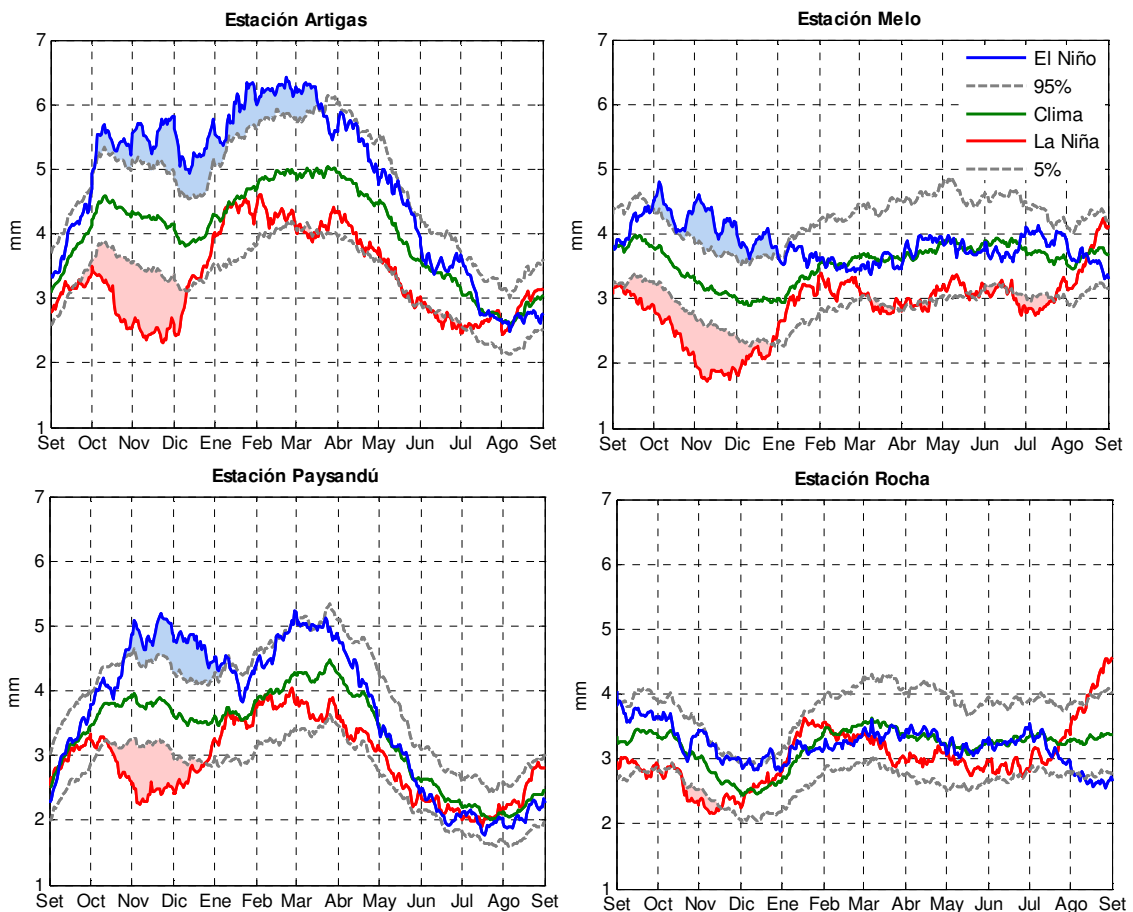 Estación Artigas
7
6
5
4
3
2
1
mm
Set Oct Nov Dic Ene Feb Mar Abr May Jun Jul Ago Set
Estación Melo
7
6
5
4
3
2
1
mm
El Niño
95%
Clima
La Niña
5%
Set Oct Nov Dic Ene Feb Mar Abr May Jun Jul Ago Set
Estación Paysandú
7
6
5
4
3
2
1
mm
Set Oct Nov Dic Ene Feb Mar Abr May Jun Jul Ago Set
Estación Rocha
7
6
5
4
3
2
1
mm
Set Oct Nov Dic Ene Feb Mar Abr May Jun Jul Ago Set